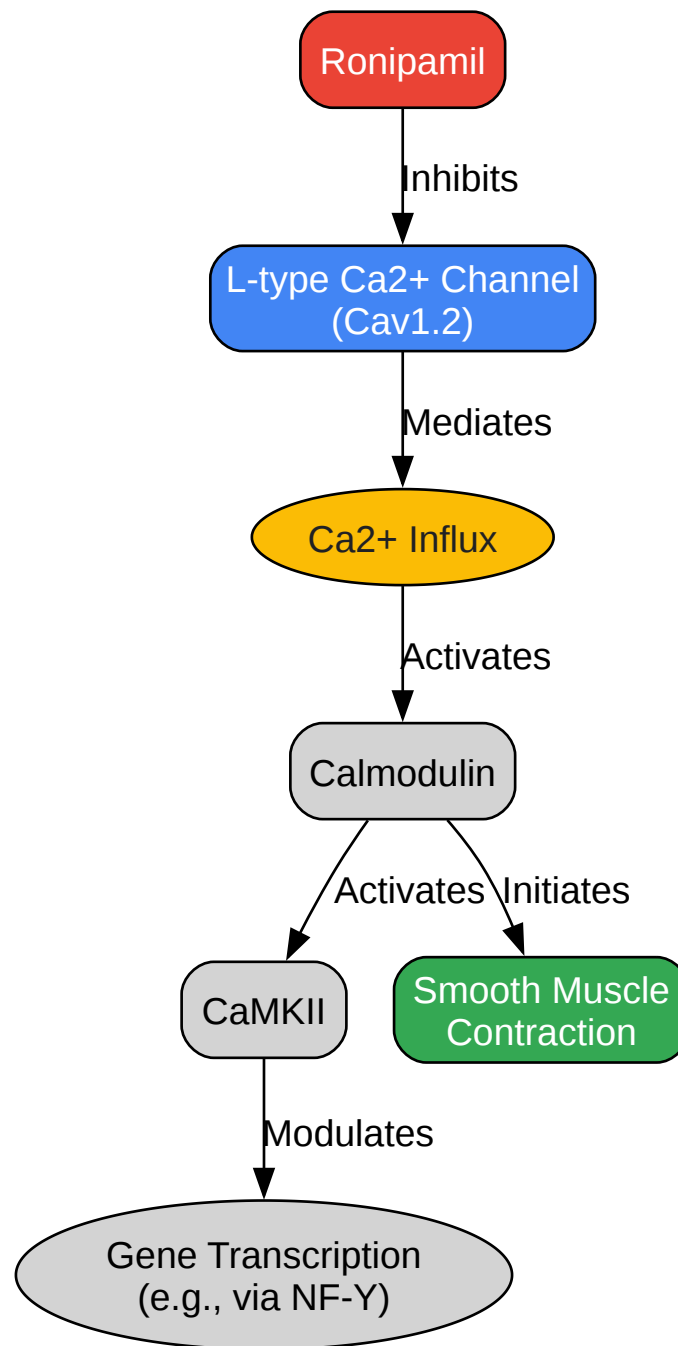 Ronipamil
Inhibits
L-type Ca2+ Channel
(Cav1.2)
Mediates
Ca2+ Influx
Activates
Calmodulin
Activates
Initiates
CaMKII
Smooth Muscle
Contraction
Modulates
Gene Transcription
(e.g., via NF-Y)